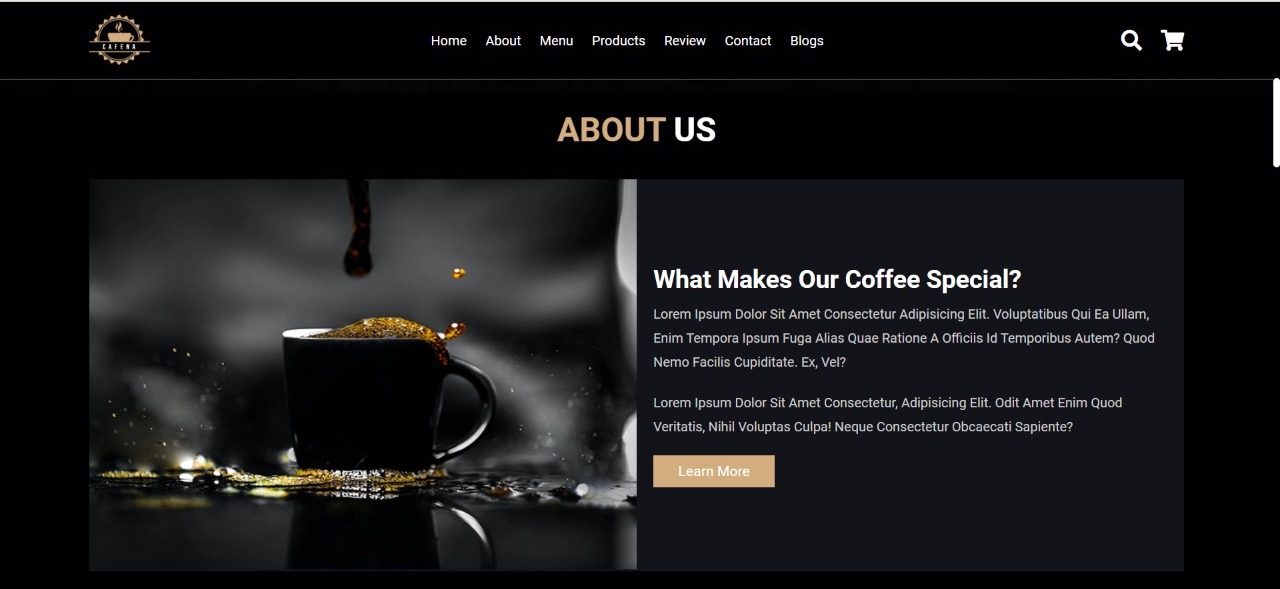 CAFENA
Home About Menu Products Review Contact Blogs
ABOUT US
What Makes Our Coffee Special?
Lorem Ipsum Dolor Sit Amet Consectetur Adipisicing Elit. Voluptatibus Qui Ea Ullam,
Enim Tempora Ipsum Fuga Alias Quae Ratione A Officiis Id Temporibus Autem? Quod
Nemo Facilis Cupiditate. Ex, Vel?
Lorem Ipsum Dolor Sit Amet Consectetur, Adipisicing Elit. Odit Amet Enim Quod
Veritatis, Nihil Voluptas Culpa! Neque Consectetur Obcaecati Sapiente?
Learn More